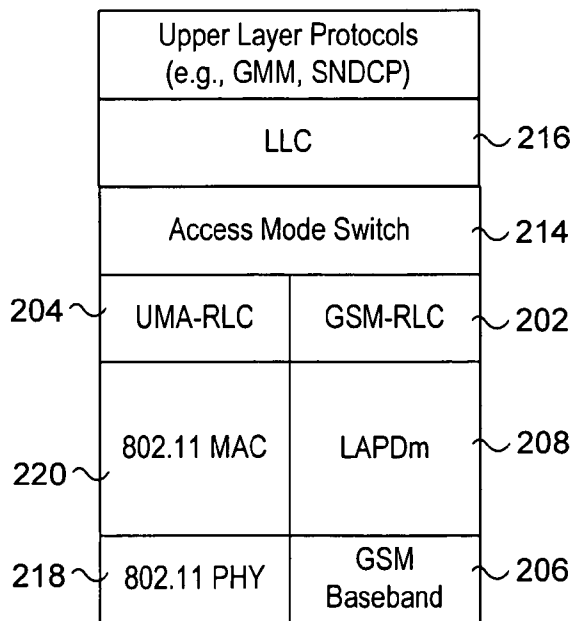 Upper Layer Protocols
(e.g., GMM, SNDCP)
LLC
216
Access Mode Switch
214
204
UMA-RLC
GSM-RLC
202
802.11 MAC
LAPDm
208
220
218
802.11 PHY
GSM
Baseband
206